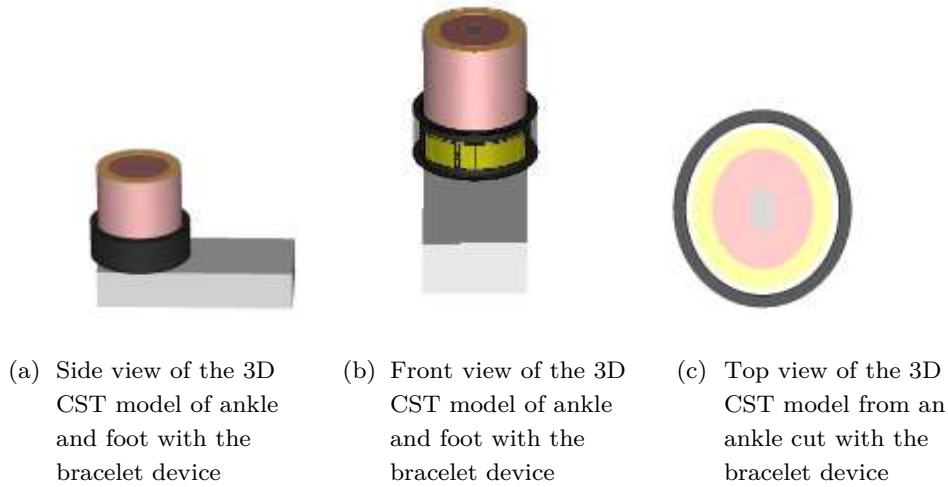 (a) Side view of the 3D
CST model of ankle
and foot with the
bracelet device
(b) Front view of the 3D
CST model of ankle
and foot with the
bracelet device
(c) Top view of the 3D
CST model from an
ankle cut with the
bracelet device